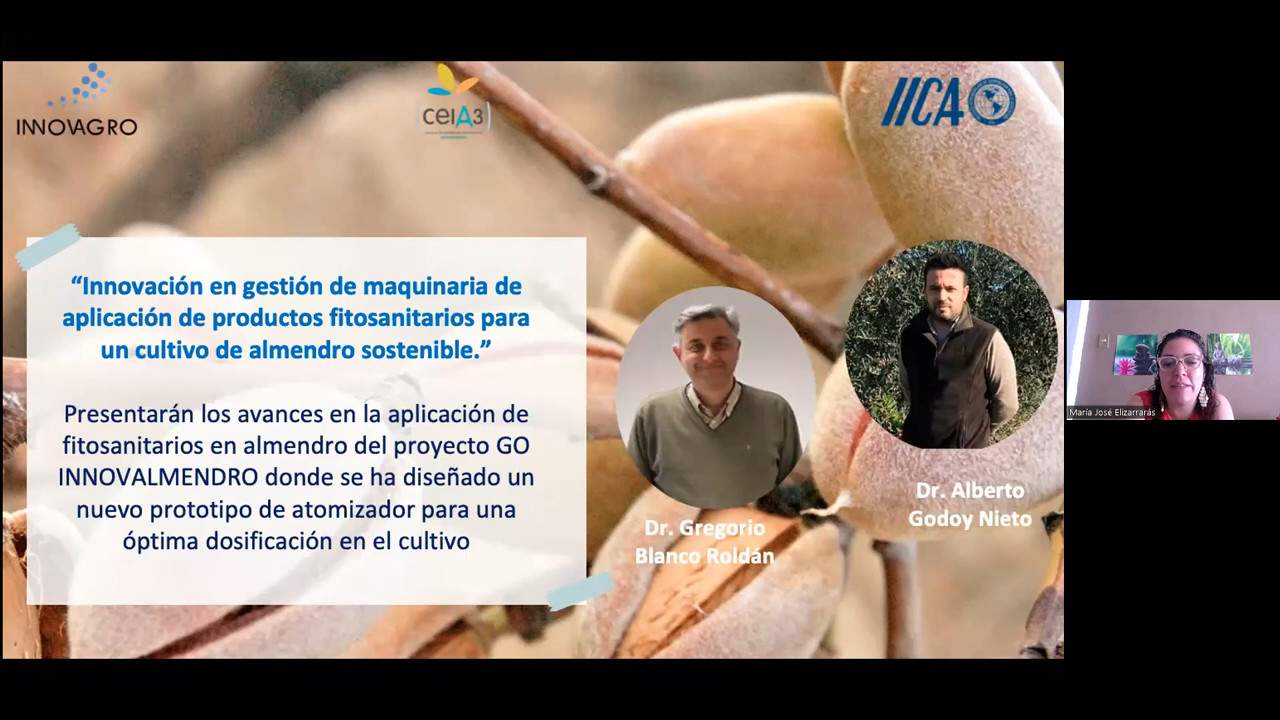 INNOVAGRO
ceiA3
IICA
“Innovación en gestión de maquinaria de
aplicación de productos fitosanitarios para
un cultivo de almendro sostenible.”
Presentarán los avances en la aplicación de
fitosanitarios en almendro del proyecto GO
INNOVALMENDRO donde se ha diseñado un
nuevo prototipo de atomizador para una
óptima dosificación en el cultivo
Dr. Gregorio
Blanco Roldán
Dr. Alberto
Godoy Nieto
María José Elizarrarás